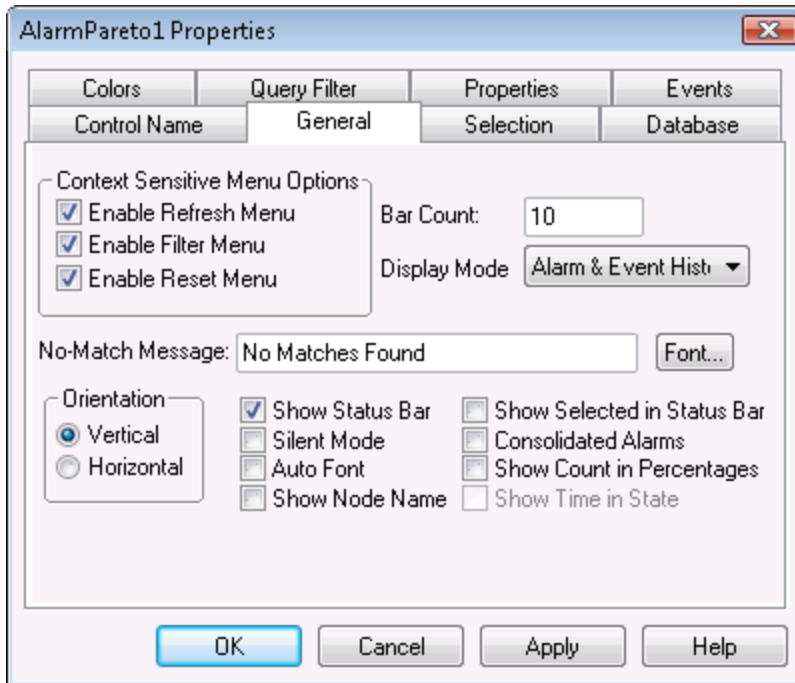 AlarmPareto1 Properties
Colors Query Filter Properties Events
Control Name General Selection Database
Context Sensitive Menu Options
Enable Refresh Menu
Enable Filter Menu
Enable Reset Menu
Bar Count: 10
Display Mode Alarm & Event Hist
No-Match Message: No Matches Found Font...
Orientation
Vertical
Horizontal
Show Status Bar
Silent Mode
Auto Font
Show Node Name
Show Selected in Status Bar
Consolidated Alarms
Show Count in Percentages
Show Time in State
OK Cancel Apply Help